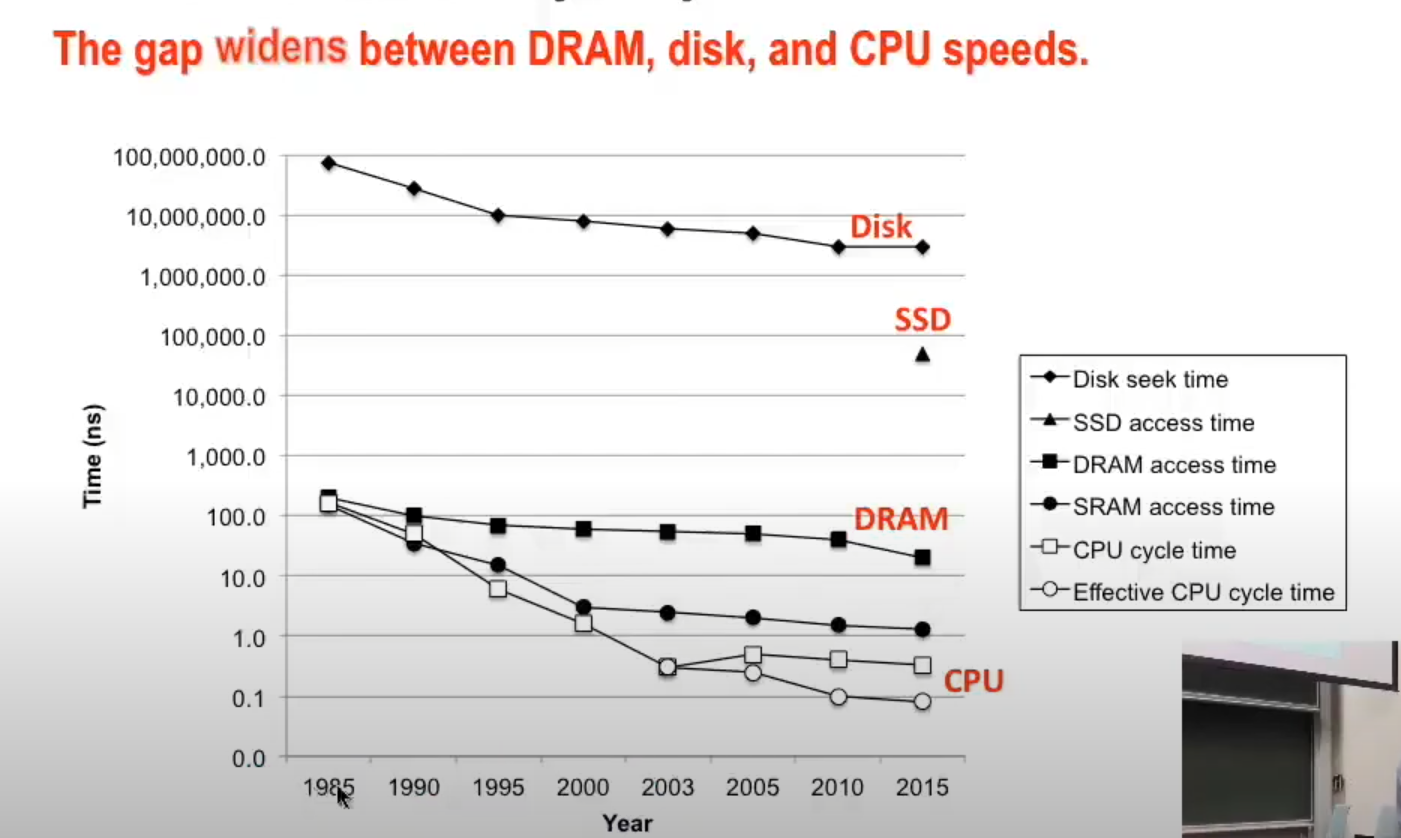 The gap widens between DRAM, disk, and CPU speeds.
100,000,000.0
10,000,000.0
1,000,000.0
100,000.0
10,000.0
1,000.0
100.0
10.0
1.0
0.1
0.0
Time (ns)
Disk
SSD
DRAM
CPU
1985 1990 1995 2000 2003 2005 2010 2015
Year
Disk seek time
SSD access time
DRAM access time
SRAM access time
CPU cycle time
Effective CPU cycle time